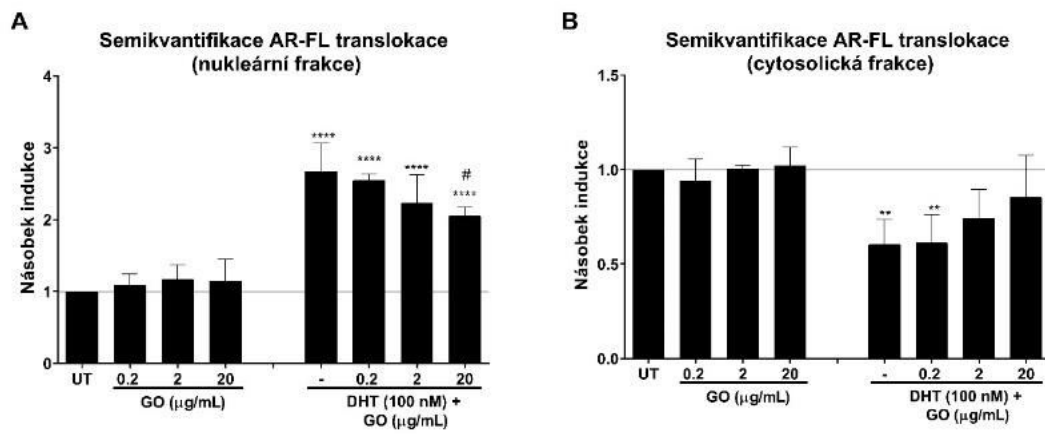 A
Semikvantifikace AR-FL translokace
(nukleární frakce)
Násobek indukce
4
3
2
1
0
****
****
****
#
****
UT
0.2
2
20
-
0.2
2
20
GO (µg/mL)
DHT (100 nM) +
GO (µg/mL)
B
Semikvantifikace AR-FL translokace
(cytosolická frakce)
Násobek indukce
1.5
1.0
0.5
0.0
**
**
UT
0.2
2
20
-
0.2
2
20
GO (µg/mL)
DHT (100 nM) +
GO (µg/mL)